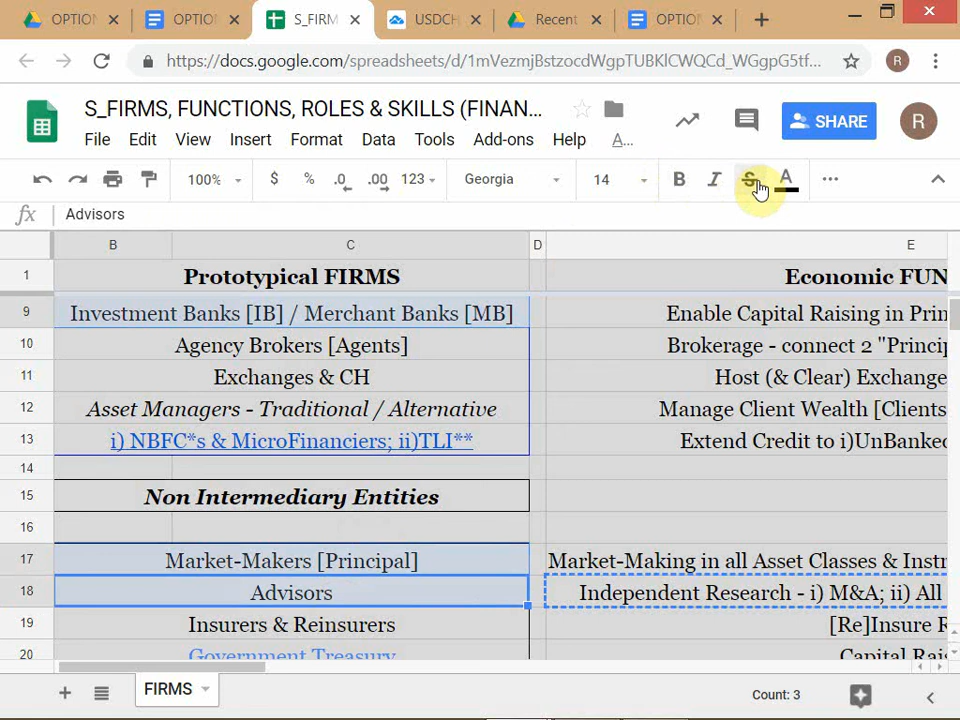 OPTION
OPTION
S_FIRM
USDCH
Recent
OPTION
https://docs.google.com/spreadsheets/d/1mVezmjBstzocdWgpTUBKlCWQCd_WGgpG5tf...
R
S_FIRMS, FUNCTIONS, ROLES & SKILLS (FINAN...
SHARE
R
File Edit View Insert Format Data Tools Add-ons Help A...
100% $ % .0 .00 123 Georgia 14 B I S A
fx Advisors
B C D E
1 Prototypical FIRMS Economic FUN
9 Investment Banks [IB] / Merchant Banks [MB] Enable Capital Raising in Prin
10 Agency Brokers [Agents] Brokerage - connect 2 "Princip
11 Exchanges & CH Host (& Clear) Exchange
12 Asset Managers - Traditional / Alternative Manage Client Wealth [Clients
13 i) NBFC*s & MicroFinanciers; ii)TLI** Extend Credit to i)UnBanked
14
15 Non Intermediary Entities
16
17 Market-Makers [Principal] Market-Making in all Asset Classes & Instr
18 Advisors Independent Research - i) M&A; ii) All
19 Insurers & Reinsurers [Re]Insure R
20 Government Treasury Capital Rais
FIRMS
Count: 3